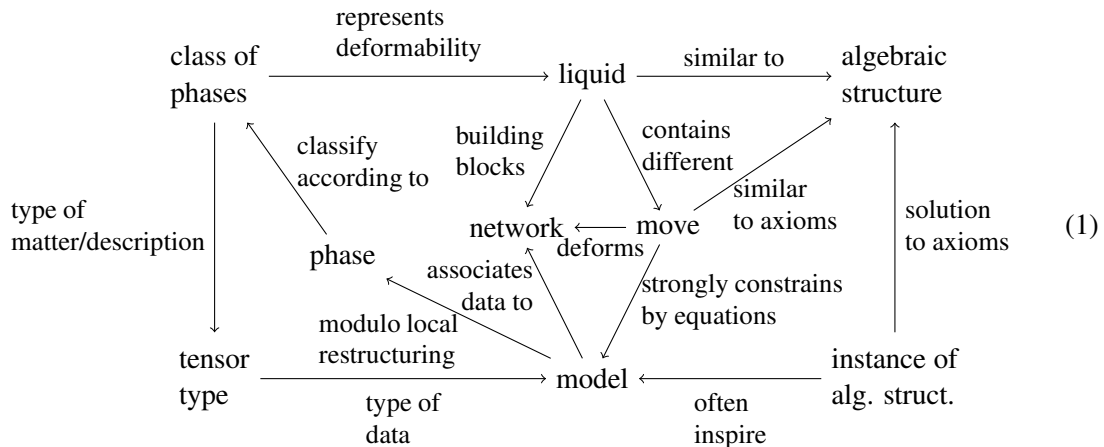 represents
deformability
class of
phases
liquid
similar to
algebraic
structure
building
blocks
contains
different
classify
according to
type of
matter/description
network
deforms
move
similar
to axioms
solution
to axioms
(1)
phase
associates
data to
strongly constrains
by equations
modulo local
restructuring
tensor
type
type of
data
model
often
inspire
instance of
alg. struct.